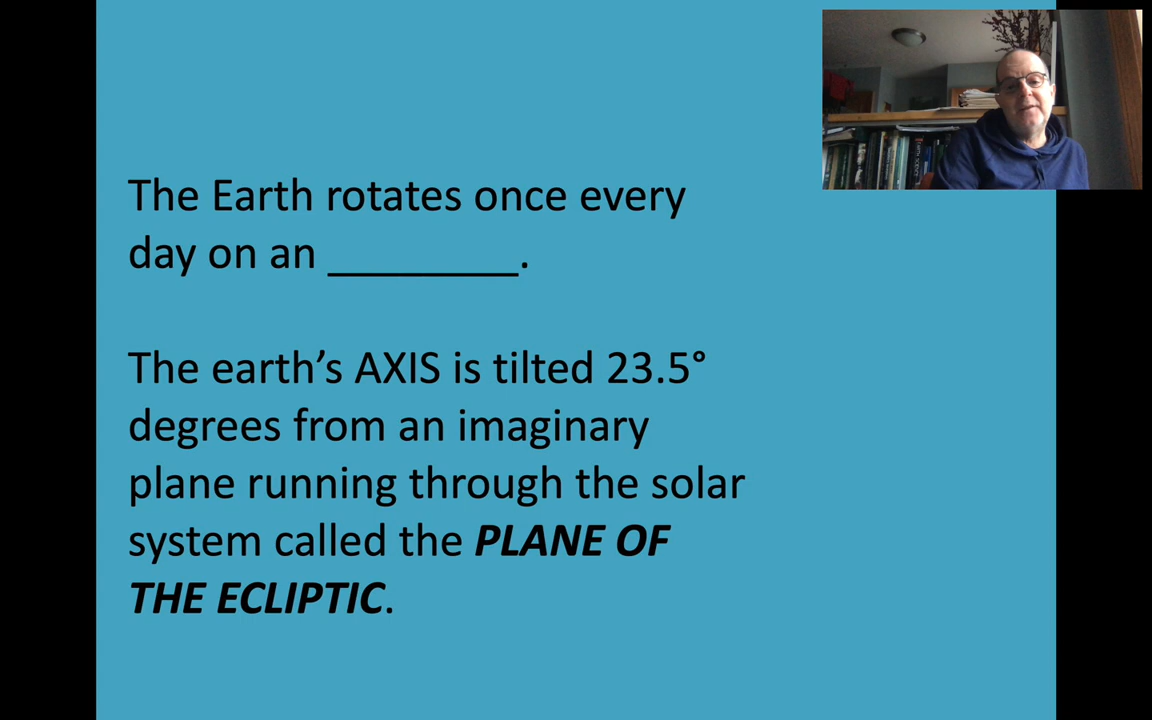 The Earth rotates once every
day on an ________.
The earth’s AXIS is tilted 23.5°
degrees from an imaginary
plane running through the solar
system called the PLANE OF
THE ECLIPTIC.